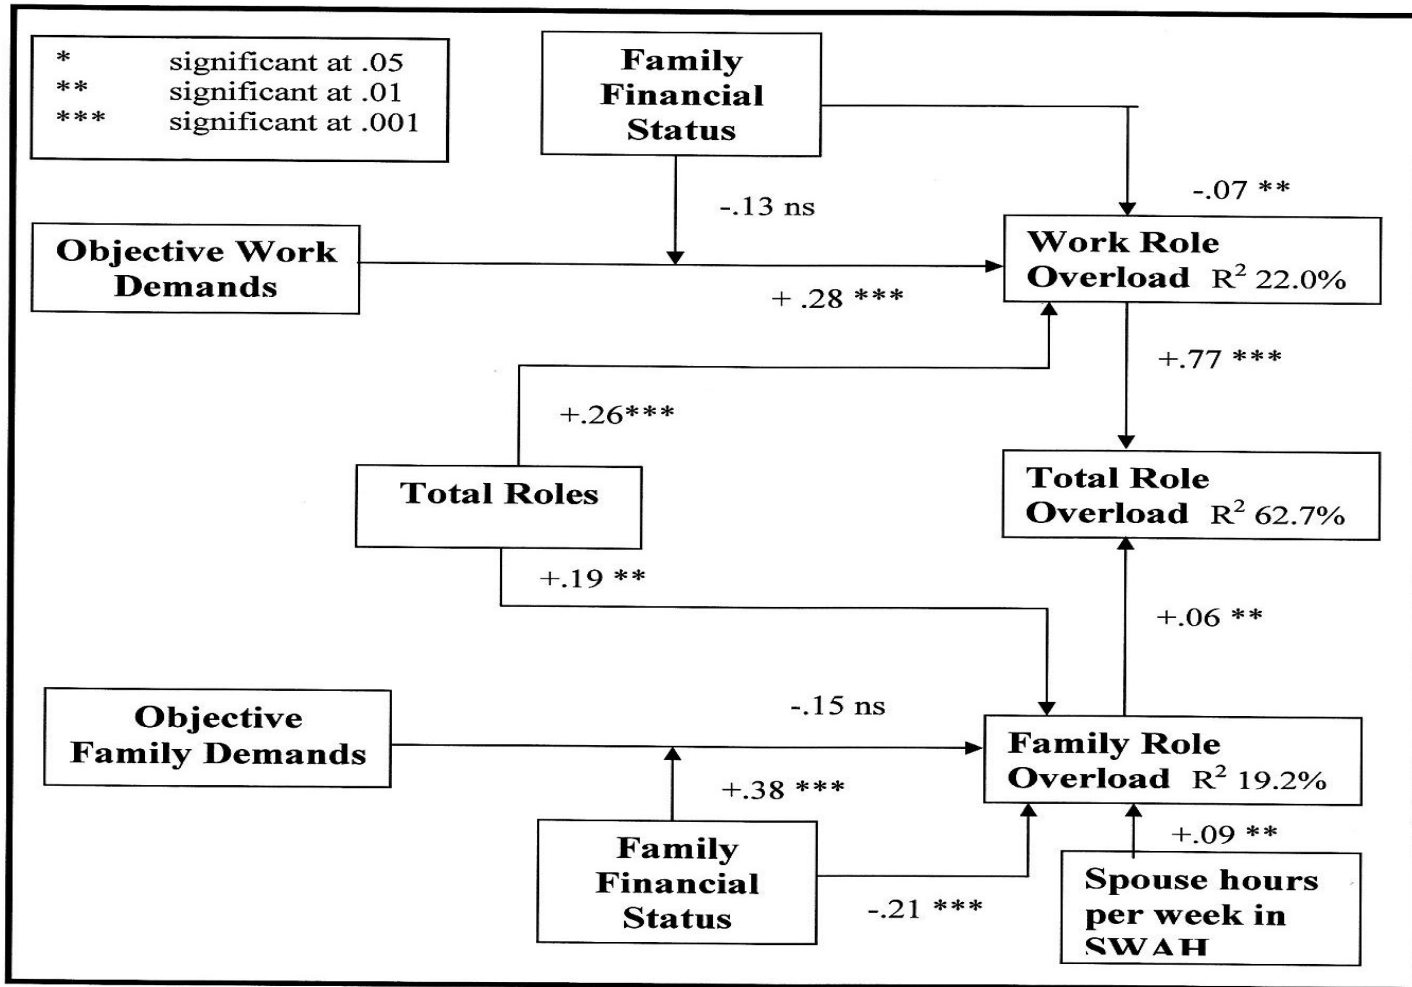 * significant at .05
** significant at .01
*** significant at .001
Family
Financial
Status
-.13 ns
-.07 **
Objective Work
Demands
+ .28 ***
Work Role
Overload R² 22.0%
+.77 ***
+.26***
Total Roles
Total Role
Overload R² 62.7%
+.19 **
+.06 **
Objective
Family Demands
-.15 ns
Family Role
Overload R² 19.2%
+.38 ***
+.09 **
Family
Financial
Status
-.21 ***
Spouse hours
per week in
SWAH